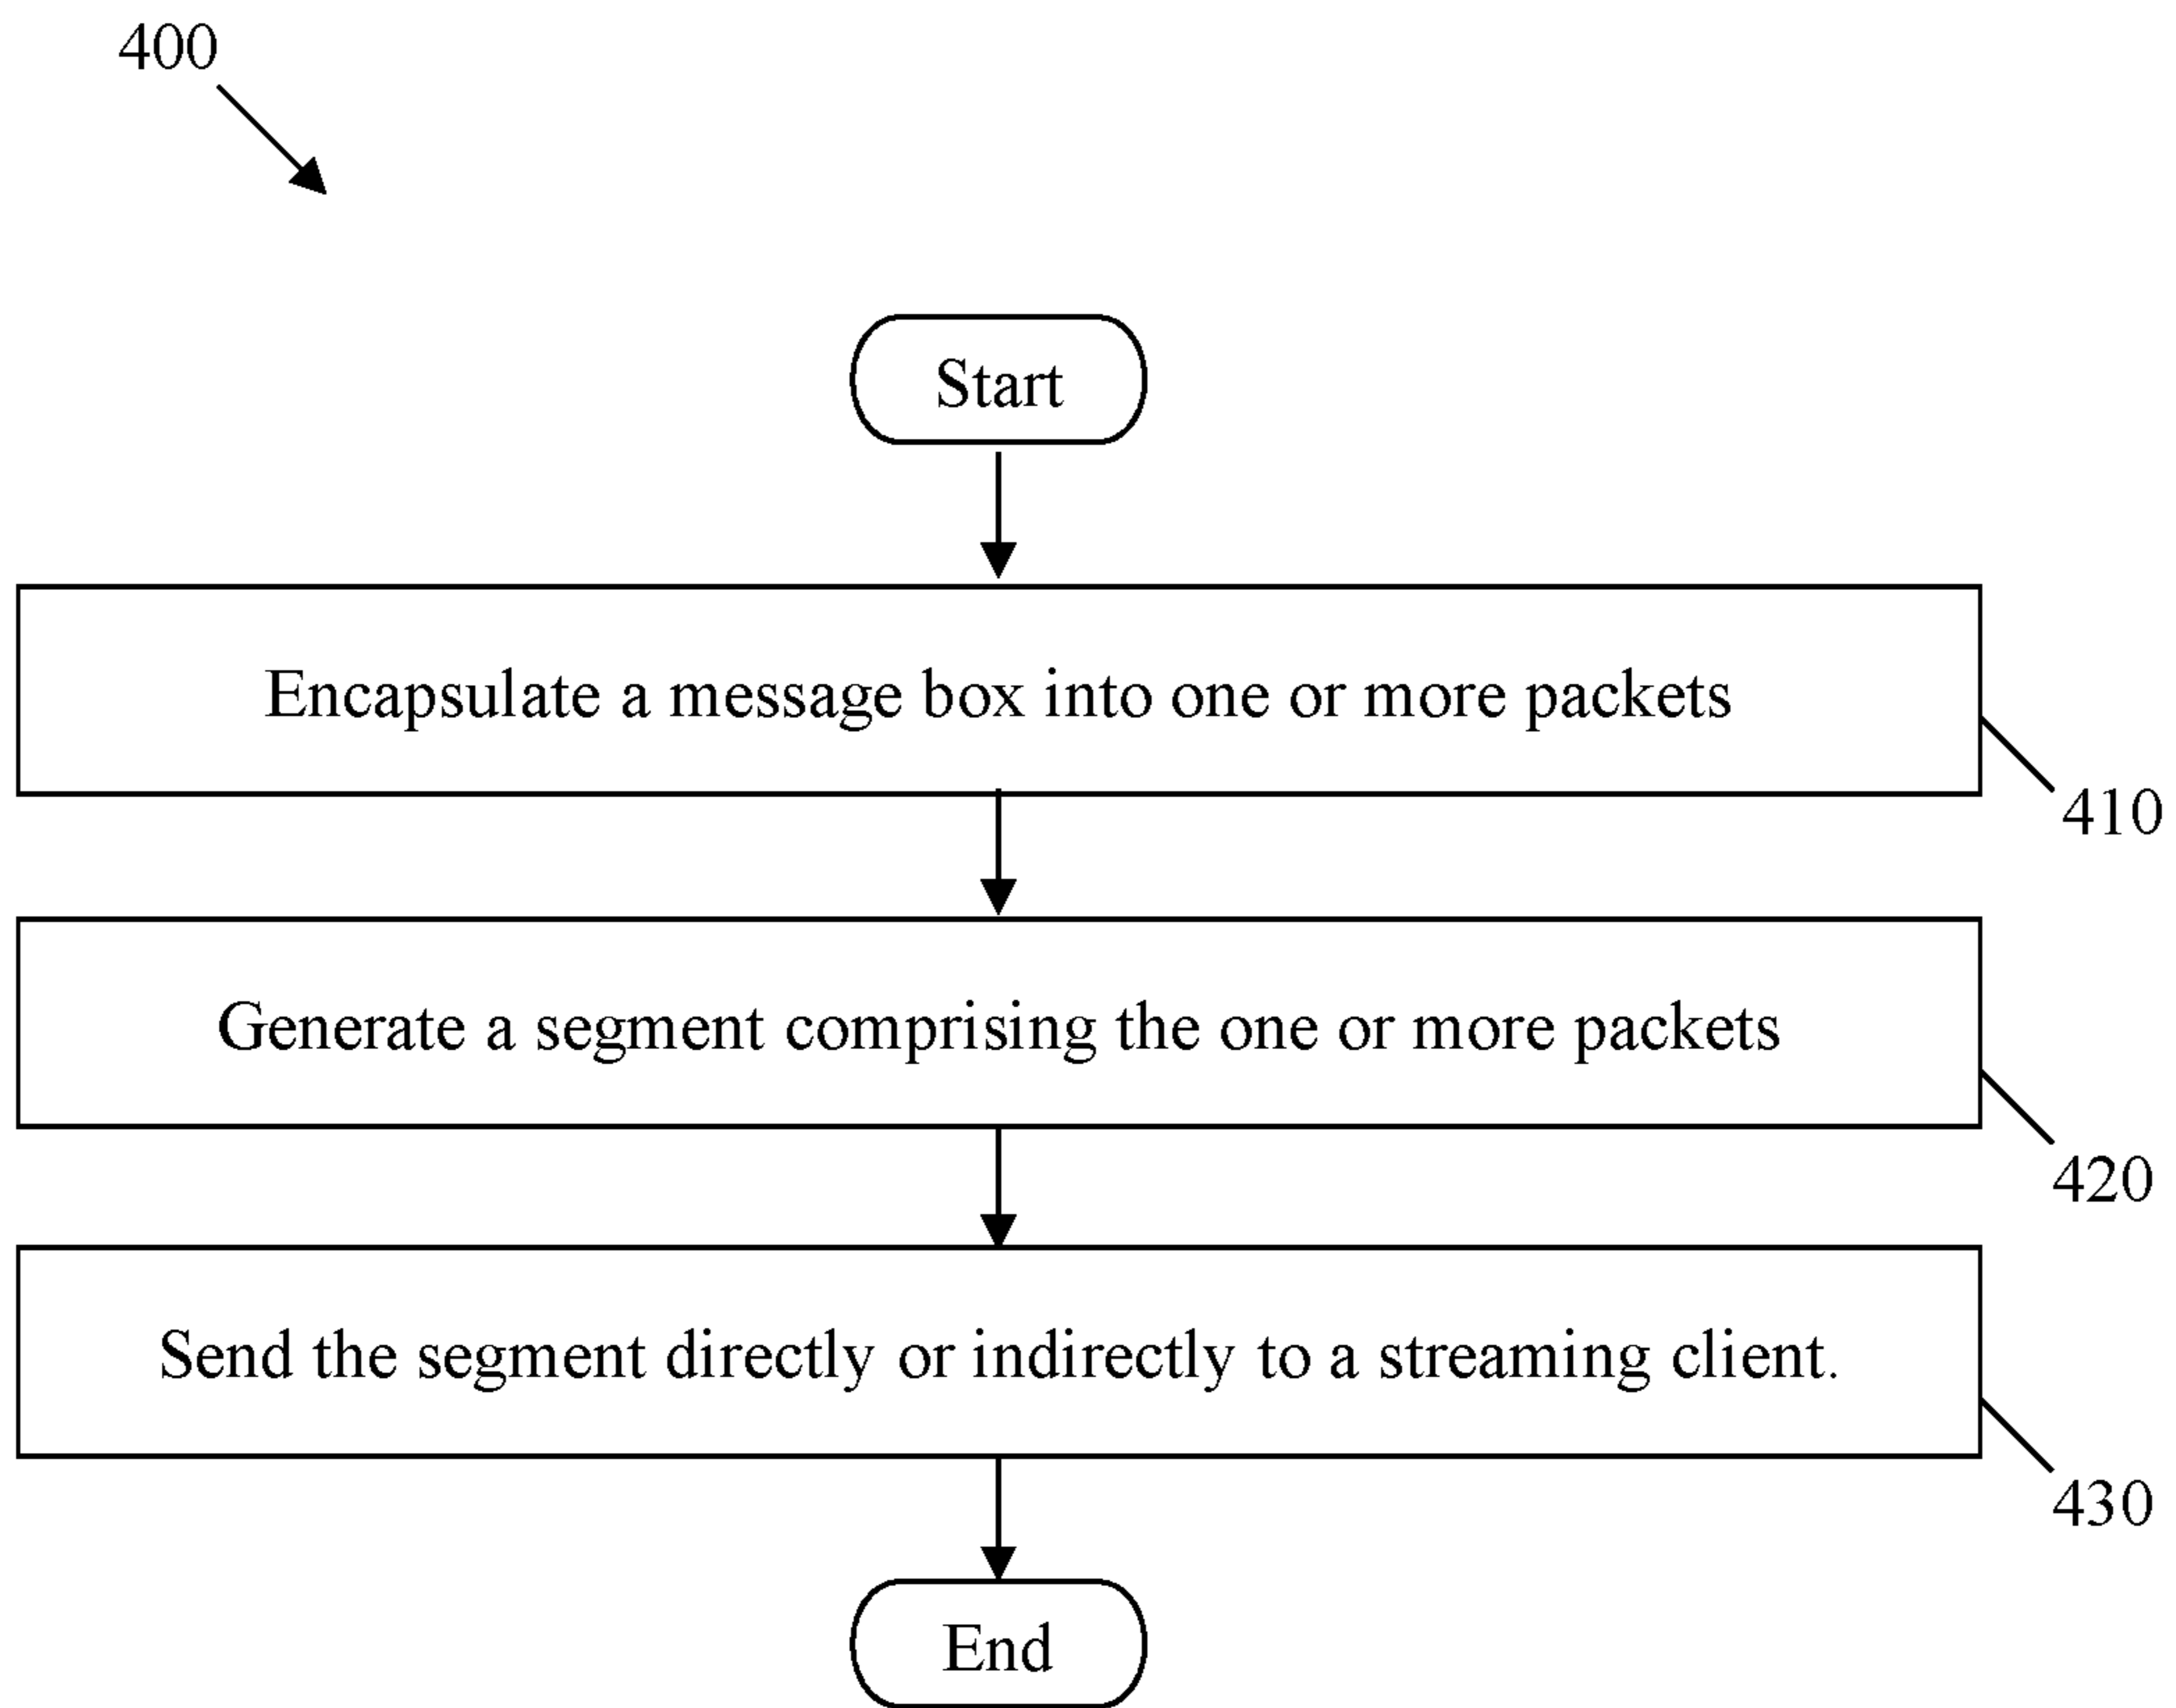 400
Start
Encapsulate a message box into one or more packets
410
Generate a segment comprising the one or more packets
420
Send the segment directly or indirectly to a streaming client.
430
End